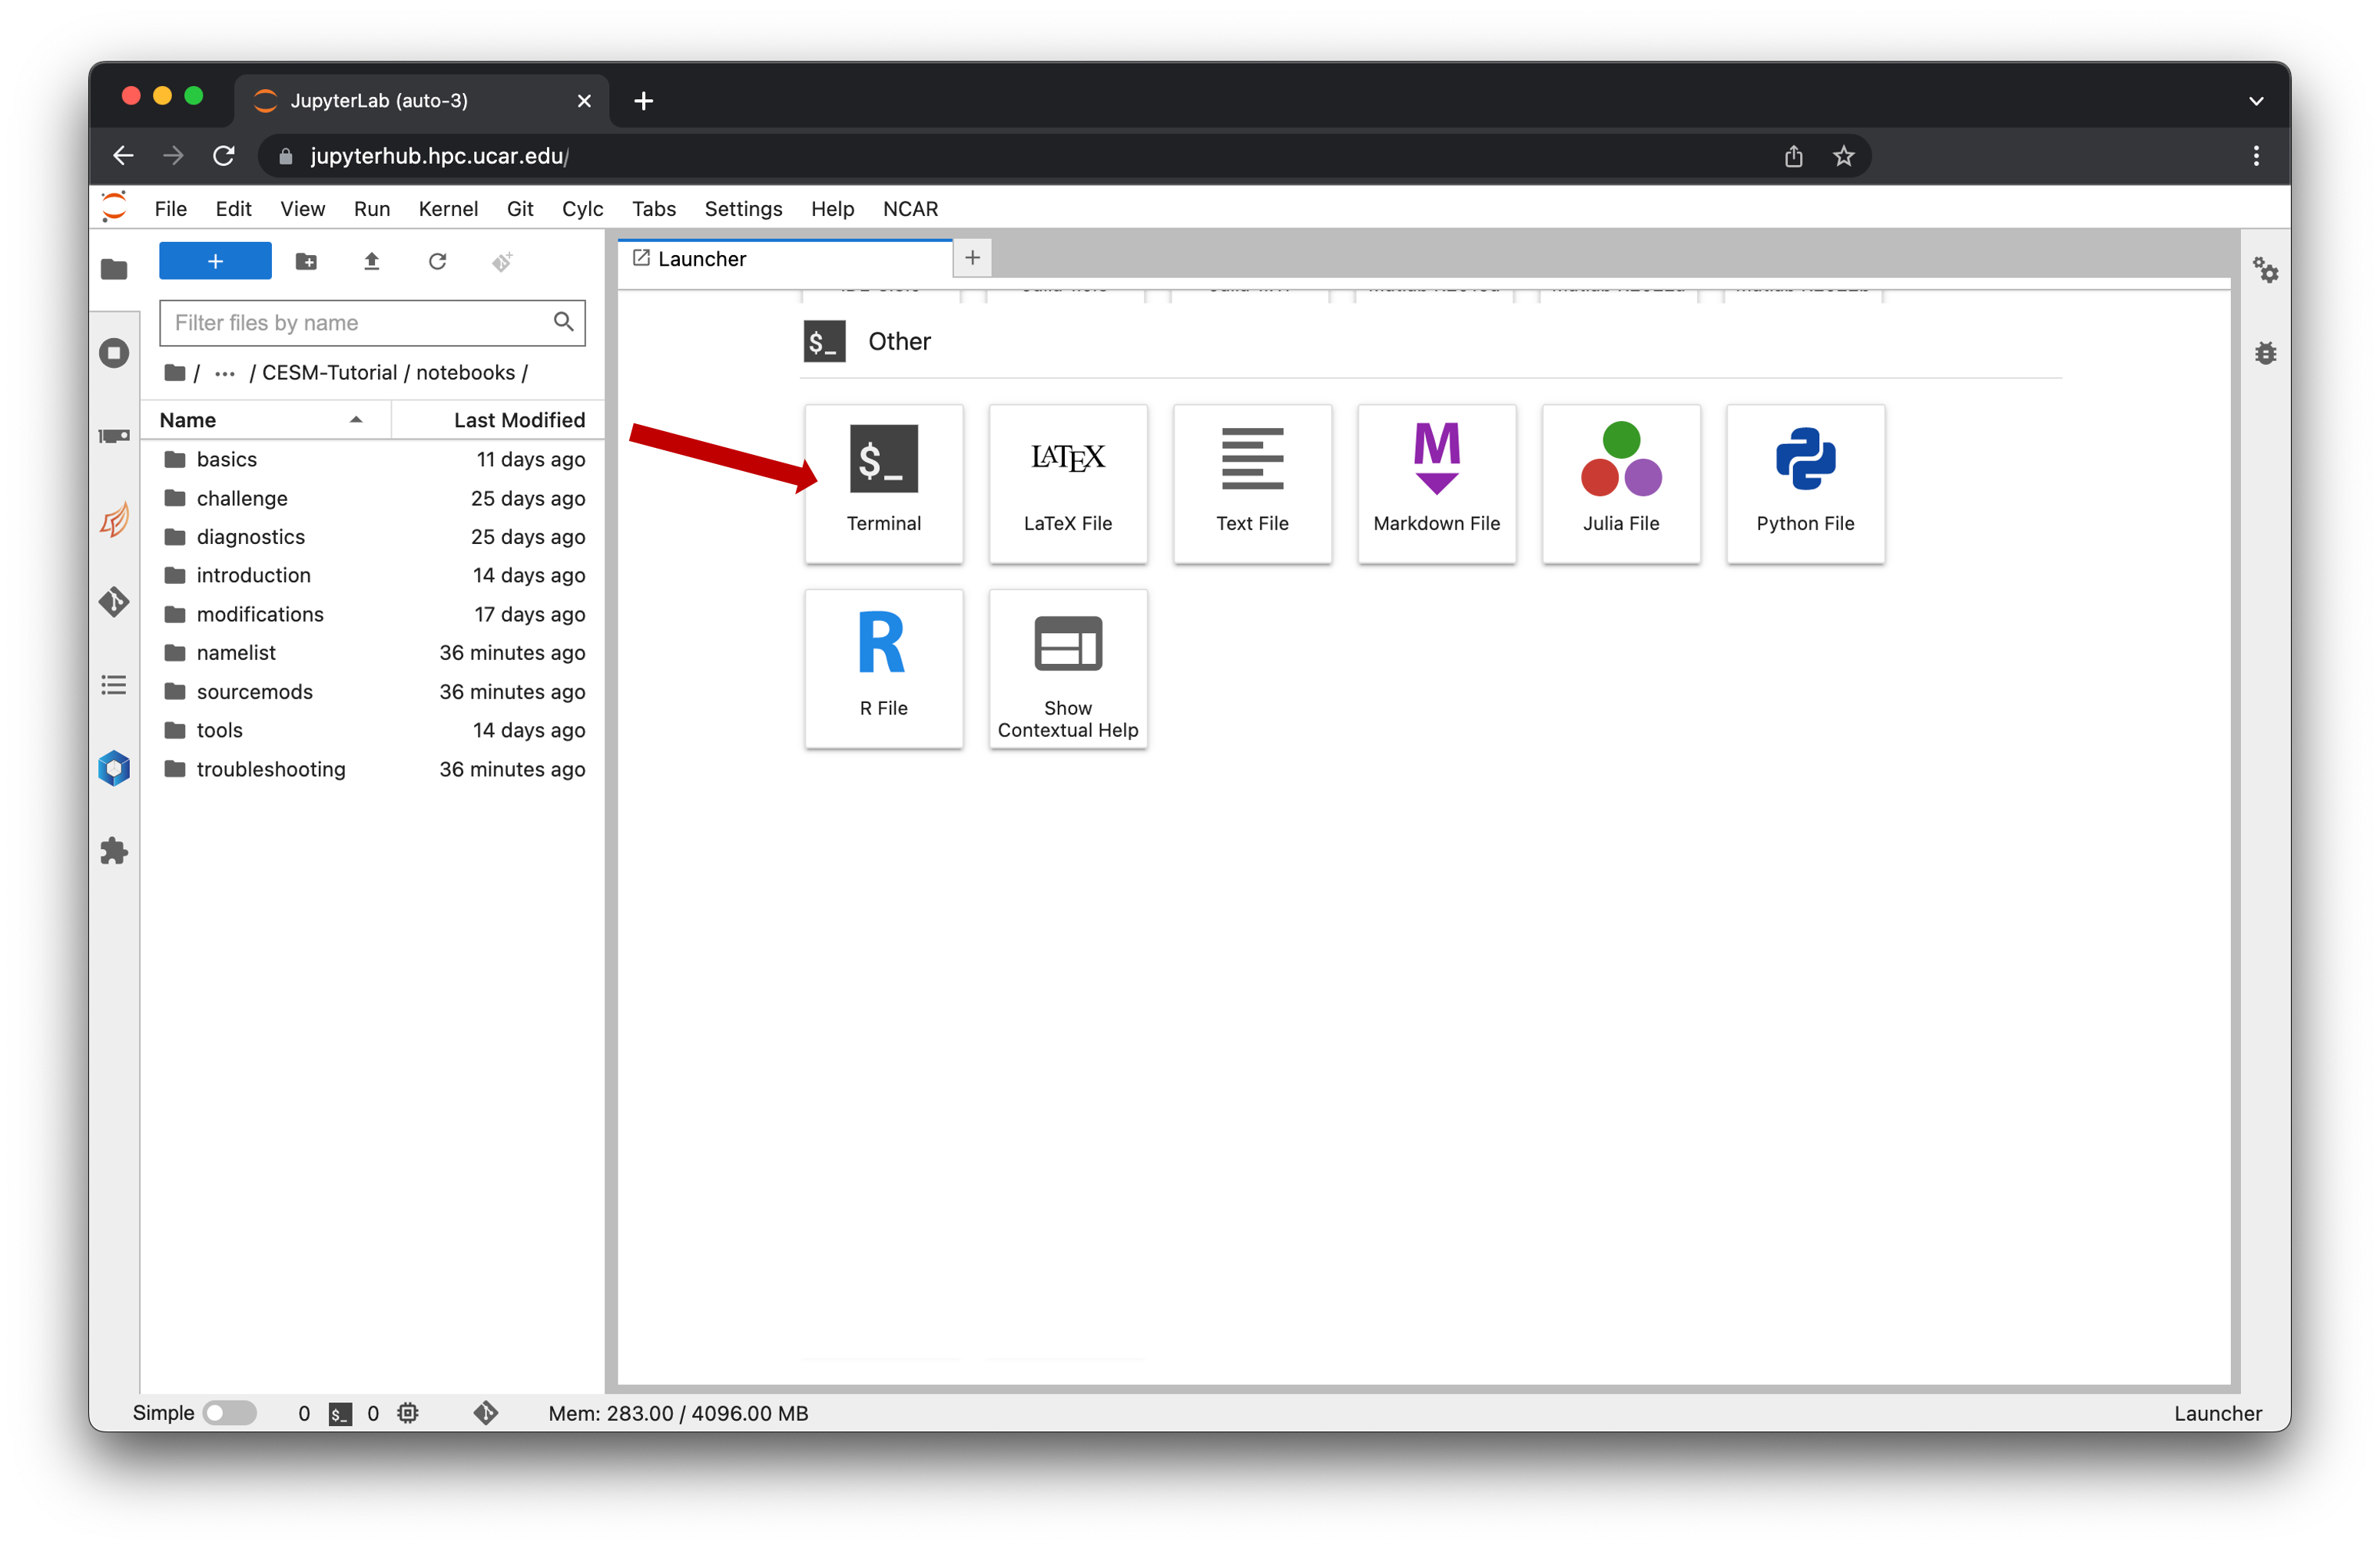 JupyterLab (auto-3)
jupyterhub.hpc.ucar.edu/
File Edit View Run Kernel Git Cylc Tabs Settings Help NCAR
+
Launcher
+
Filter files by name
/ ... / CESM-Tutorial / notebooks /
Name Last Modified
basics 11 days ago
challenge 25 days ago
diagnostics 25 days ago
introduction 14 days ago
modifications 17 days ago
namelist 36 minutes ago
sourcemods 36 minutes ago
tools 14 days ago
troubleshooting 36 minutes ago
$_ Other
$_
Terminal
LATEX
LaTeX File
Text File
M
Markdown File
Julia File
Python File
R
R File
Show
Contextual Help
Simple 0 $_ 0 Mem: 283.00 / 4096.00 MB Launcher